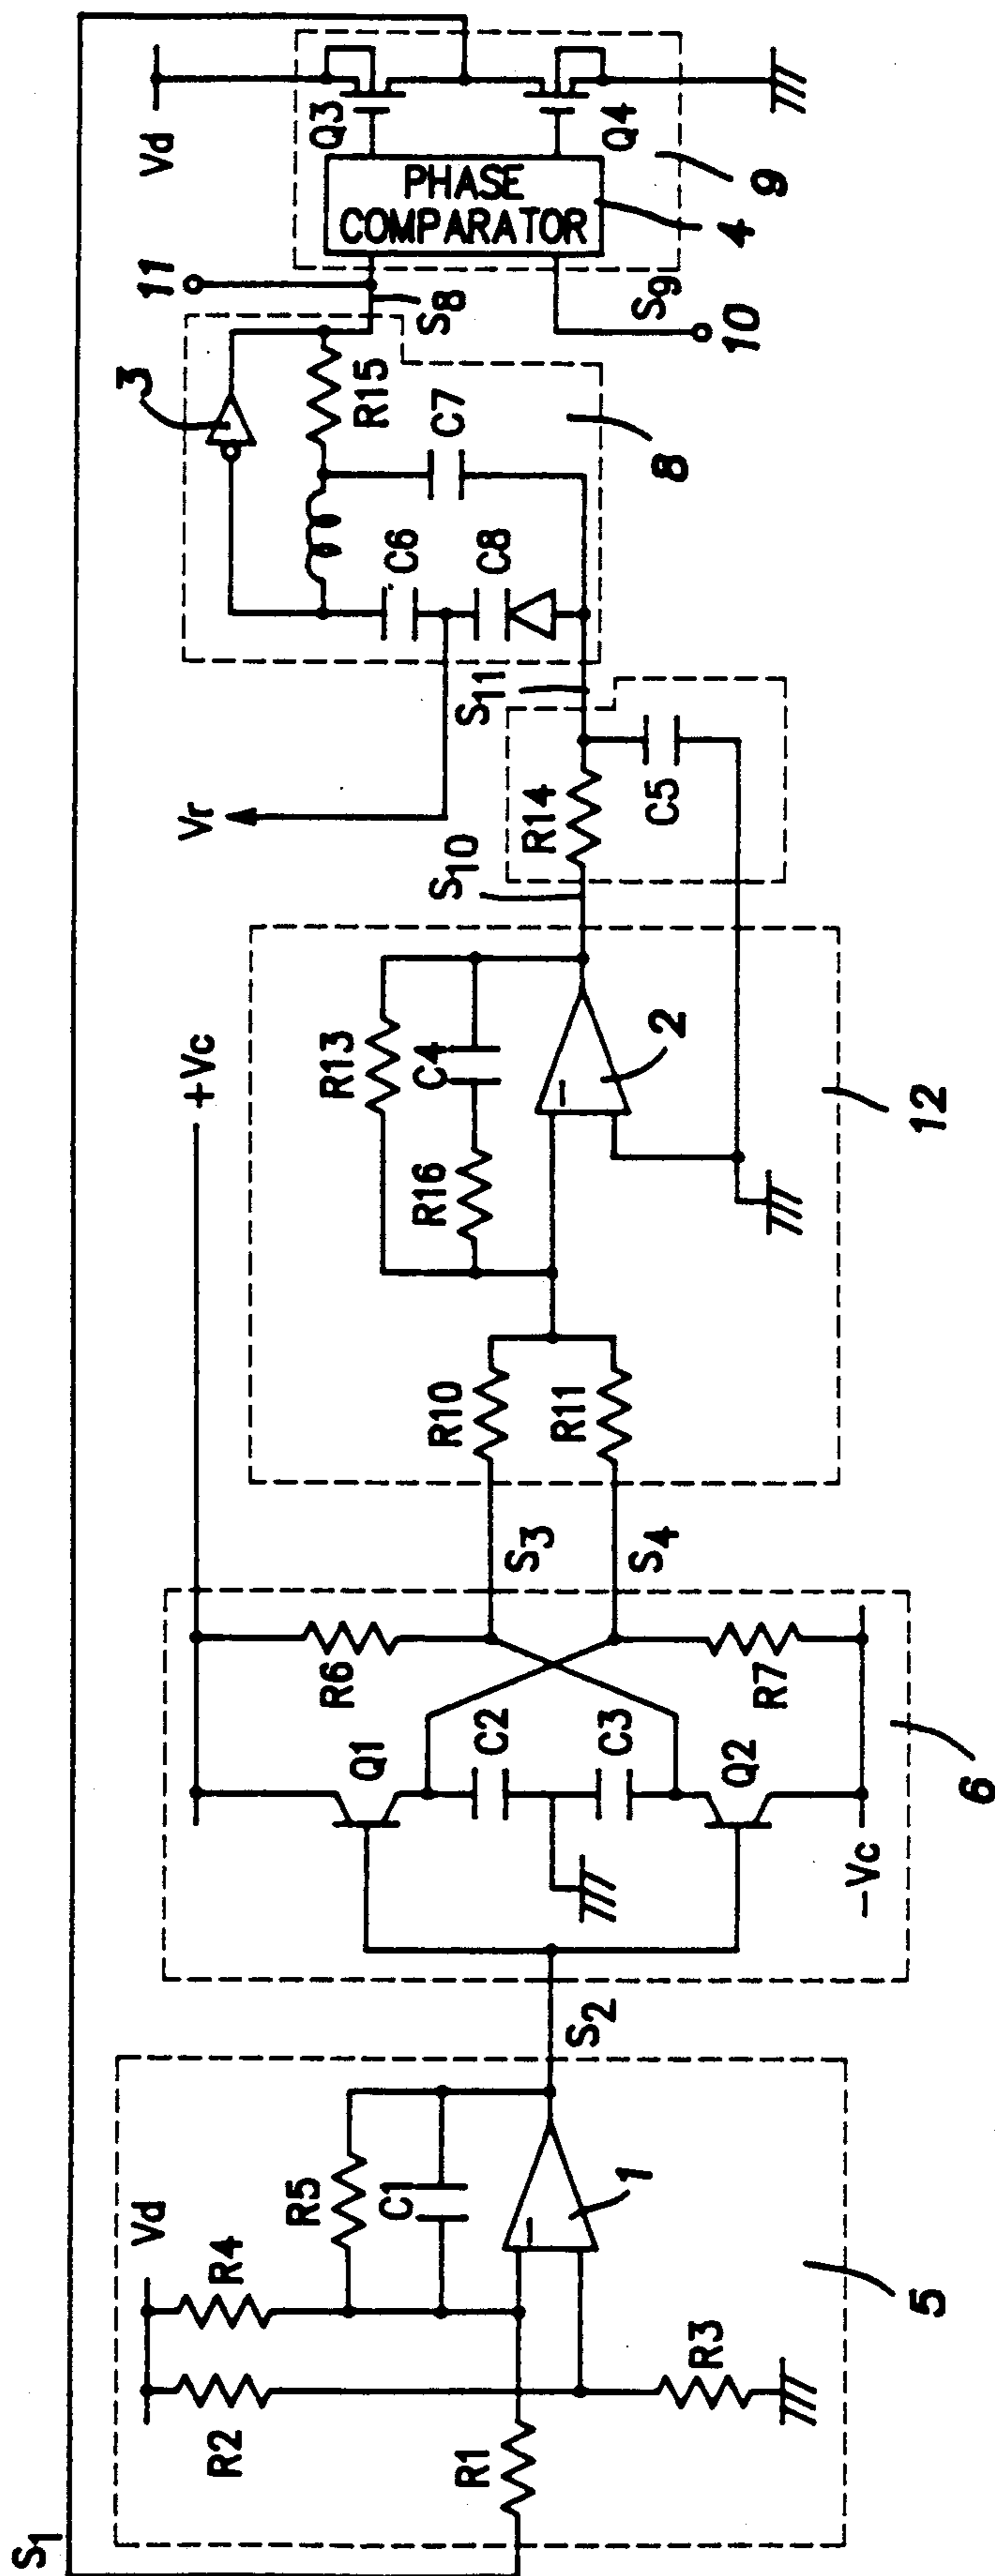 S1
Vd
R2
R4
R1
R3
R5
C1
1
5
S2
+Vc
Q1
R6
C2
C3
Q2
R7
-Vc
6
S3
S4
R10
R11
R13
R16
C4
2
12
S10
R14
C5
S11
Vr
3
C6
C8
R15
C7
8
11
S8
S9
10
PHASE
COMPARATOR
4
Vd
Q3
Q4
9